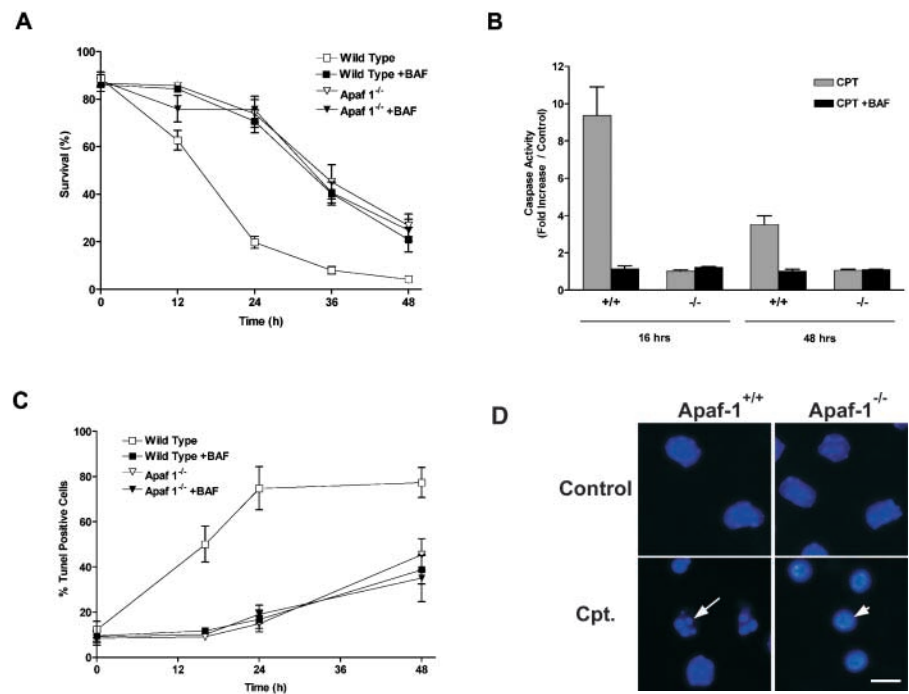 A
Wild Type
Wild Type +BAF
Apaf 1-/-
Apaf 1-/- +BAF
100
80
60
40
20
0
Survival (%)
0 12 24 36 48
Time (h)
B
CPT
CPT +BAF
12
10
8
6
4
2
0
Caspase Activity
(Fold Increase / Control)
+/+ -/- +/+ -/-
16 hrs 48 hrs
C
Wild Type
Wild Type +BAF
Apaf 1-/-
Apaf 1-/- +BAF
100
80
60
40
20
0
% Tunel Positive Cells
0 12 24 36 48
Time (h)
D
Apaf-1+/+ Apaf-1-/-
Control
Cpt.